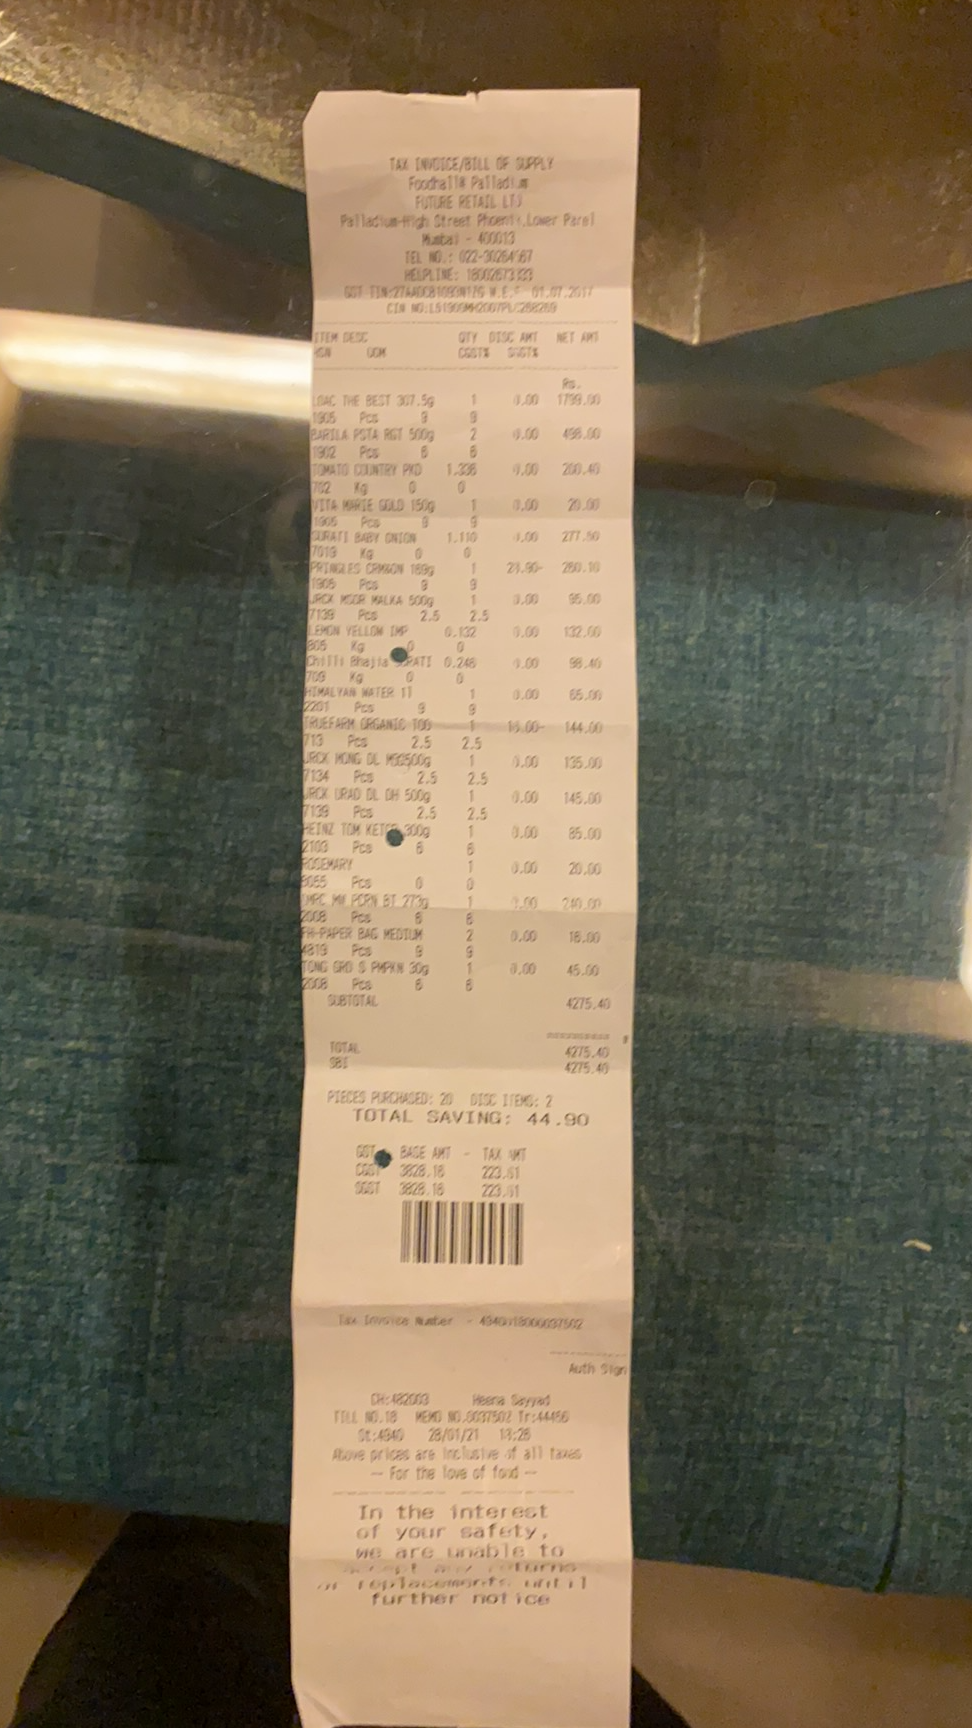 TAX INVOICE/BILL OF SUPPLY
Foodhall@ Palladium
FUTURE RETAIL LTD
Palladium-High Street Phoenix,Lower Parel
Mumbai - 400013
TEL NO.: 022-30264167
HELPLINE:
GST TIN: W.E.F 01.07.2017
CIN NO:
ITEM DESC QTY DISC AMT NET AMT
HSN UOM CGST% SGST%
Rs.
LOAC THE BEST 307.5g 1 0.00 1799.00
1905 Pcs 9 9
BARILA PSTA RGT 500g 2 0.00 498.00
1902 Pcs 6 6
TOMATO COUNTRY PKD 1.336 0.00 200.40
702 Kg 0 0
VITA MARIE GOLD 150g 1 0.00 20.00
1905 Pcs 9 9
SURATI BABY ONION 1.110 0.00 277.50
7019 Kg 0 0
PRINGLES 169g 1 260.10
1905 Pcs 9 9
URCK MSOR MALKA 500g 1 0.00 95.00
7139 Pcs 2.5 2.5
LEMON YELLOW IMP 0.132 0.00 132.00
805 Kg 0 0
Chilli Bhajia 0.246 0.00 98.40
709 Kg 0 0
HIMALYAN WATER 1l 1 0.00 65.00
2201 Pcs 9 9
TRUEFARM ORGANIC TOO 1 16.00- 144.00
713 Pcs 2.5 2.5
URCK MONG DL 1 0.00 135.00
7134 Pcs 2.5 2.5
URCK URAD DL DH 500g 1 0.00 145.00
7139 Pcs 2.5 2.5
HEINZ TOM 300g 1 0.00 85.00
2103 Pcs 6 6
ROSEMARY 1 0.00 20.00
Pcs 0 0
MW PCRN BT 273g 1 0.00 240.00
2008 Pcs 6 6
FH-PAPER BAG MEDIUM 2 0.00 16.00
4819 Pcs 9 9
TONG GRD S PMPKN 30g 1 0.00 45.00
2008 Pcs 6 6
SUBTOTAL 4275.40
TOTAL 4275.40
SBI 4275.40
PIECES PURCHASED: 20 DISC ITEMS: 2
TOTAL SAVING: 44.90
GST BASE AMT - TAX AMT
CGST 3828.18 223.61
SGST 3828.18 223.61
Tax Invoice Number -
Auth Sign
CH:482003 Heena Sayyad
TILL NO.18 MEMO NO.0037502 Tr:44456
St:4940 28/01/21
Above prices are inclusive of all taxes
-- For the love of food --
In the interest
of your safety,
we are unable to
accept any returns
or replacements until
further notice